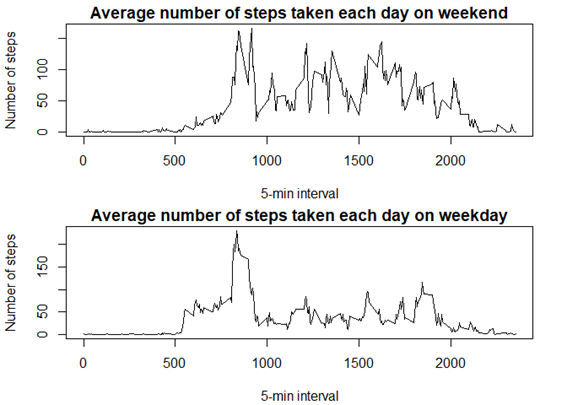 Average number of steps taken each day on weekend
Number of steps
100
50
0
0 500 1000 1500 2000
5-min interval
Average number of steps taken each day on weekday
Number of steps
150
50
0
0 500 1000 1500 2000
5-min interval